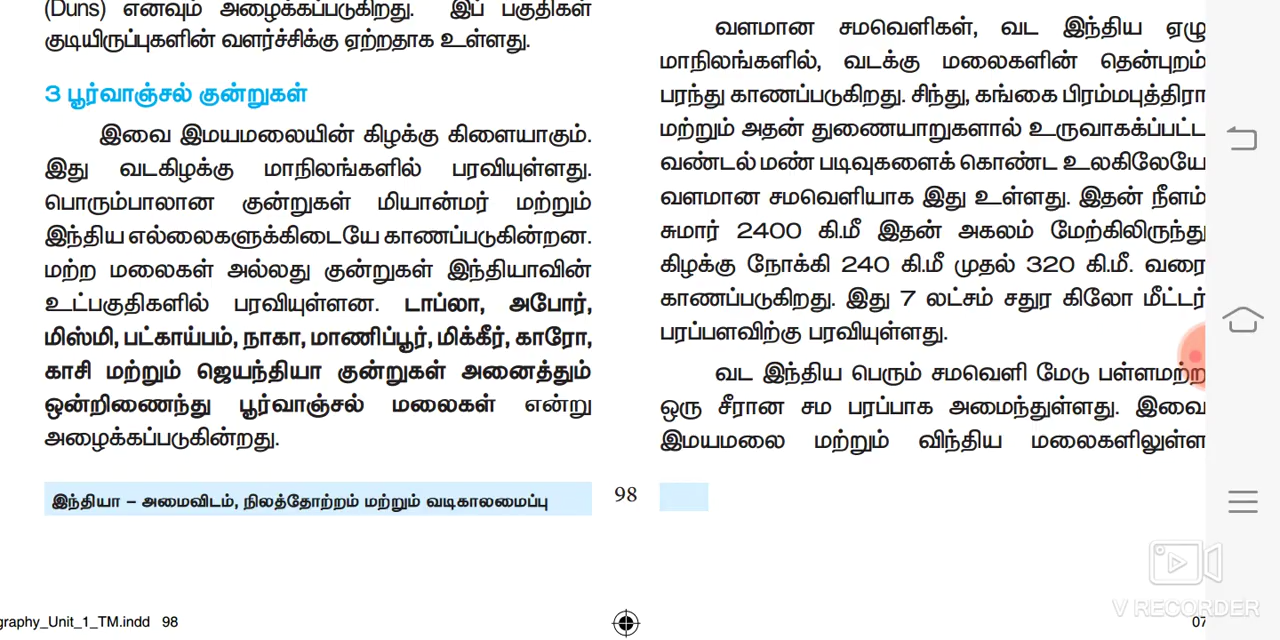 (Duns) எனவும் அழைக்கப்படுகிறது. இப் பகுதிகள்
குடியிருப்புகளின் வளர்ச்சிக்கு ஏற்றதாக உள்ளது.
3 பூர்வாஞ்சல் குன்றுகள்
இவை இமயமலையின் கிழக்கு கிளையாகும்.
இது வடகிழக்கு மாநிலங்களில் பரவியுள்ளது.
பொரும்பாலான குன்றுகள் மியான்மர் மற்றும்
இந்திய எல்லைகளுக்கிடையே காணப்படுகின்றன.
மற்ற மலைகள் அல்லது குன்றுகள் இந்தியாவின்
உட்பகுதிகளில் பரவியுள்ளன. டாப்லா, அபோர்,
மிஸ்மி, பட்காய்பம், நாகா, மாணிப்பூர், மிக்கீர், காரோ,
காசி மற்றும் ஜெயந்தியா குன்றுகள் அனைத்தும்
ஒன்றிணைந்து பூர்வாஞ்சல் மலைகள் என்று
அழைக்கப்படுகின்றது.
வளமான சமவெளிகள், வட இந்திய ஏழு
மாநிலங்களில், வடக்கு மலைகளின் தென்புறம்
பரந்து காணப்படுகிறது. சிந்து, கங்கை பிரம்மபுத்திரா
மற்றும் அதன் துணையாறுகளால் உருவாகக்ப்பட்ட
வண்டல் மண் படிவுகளைக் கொண்ட உலகிலேயே
வளமான சமவெளியாக இது உள்ளது. இதன் நீளம்
சுமார் 2400 கி.மீ இதன் அகலம் மேற்கிலிருந்து
கிழக்கு நோக்கி 240 கி.மீ முதல் 320 கி.மீ. வரை
காணப்படுகிறது. இது 7 லட்சம் சதுர கிலோ மீட்டர்
பரப்பளவிற்கு பரவியுள்ளது.
வட இந்திய பெரும் சமவெளி மேடு பள்ளமற்ற
ஒரு சீரான சம பரப்பாக அமைந்துள்ளது. இவை
இமயமலை மற்றும் விந்திய மலைகளிலுள்ள
இந்தியா – அமைவிடம், நிலத்தோற்றம் மற்றும் வடிகாலமைப்பு
98
graphy_Unit_1_TM.indd 98
07
V RECORDER